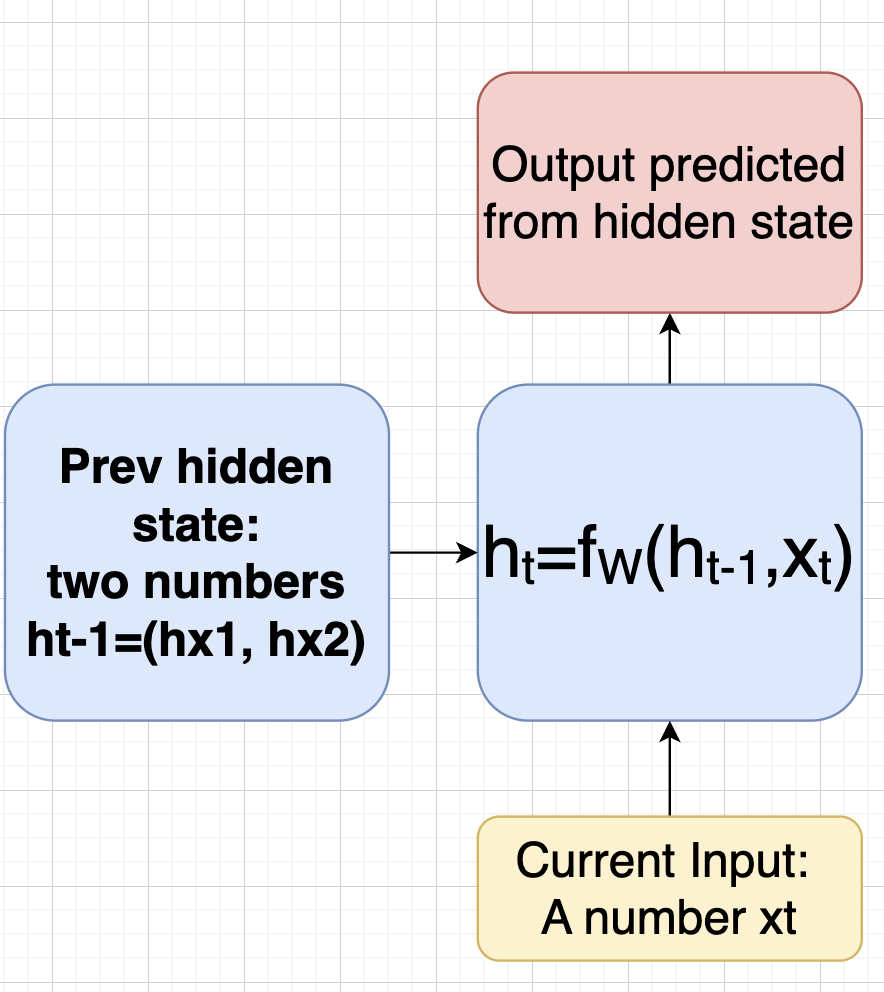 Output predicted
from hidden state
Prev hidden
state:
two numbers
ht-1=(hx1, hx2)
hₜ=fW(hₜ₋₁,xₜ)
Current Input:
A number xt